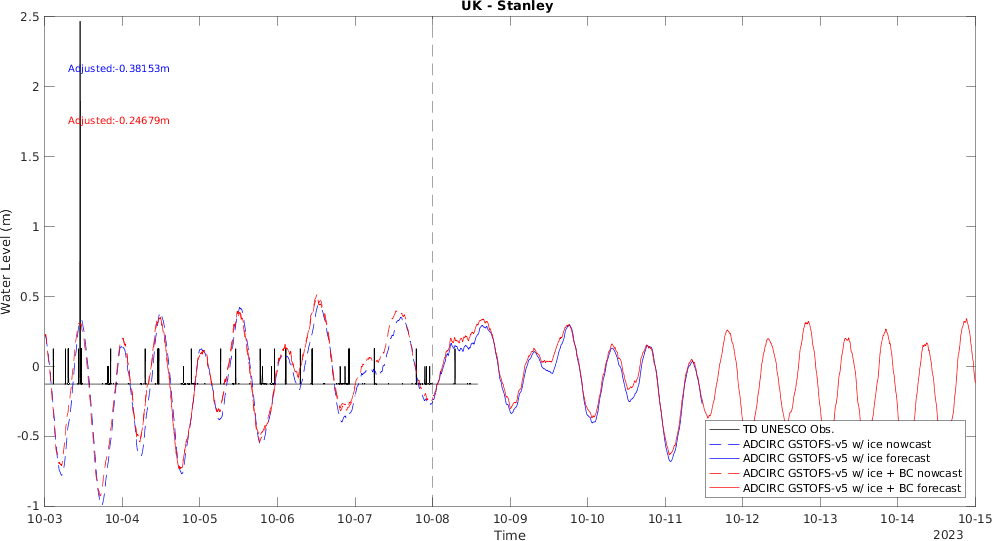 UK - Stanley
2.5
2
1.5
1
0.5
0
-0.5
-1
Water Level (m)
Adjusted:-0.38153m
Adjusted:-0.24679m
TD UNESCO Obs.
ADCIRC GSTOFS-v5 w/ ice nowcast
ADCIRC GSTOFS-v5 w/ ice forecast
ADCIRC GSTOFS-v5 w/ ice + BC nowcast
ADCIRC GSTOFS-v5 w/ ice + BC forecast
10-03 10-04 10-05 10-06 10-07 10-08 10-09 10-10 10-11 10-12 10-13 10-14 10-15
Time
2023